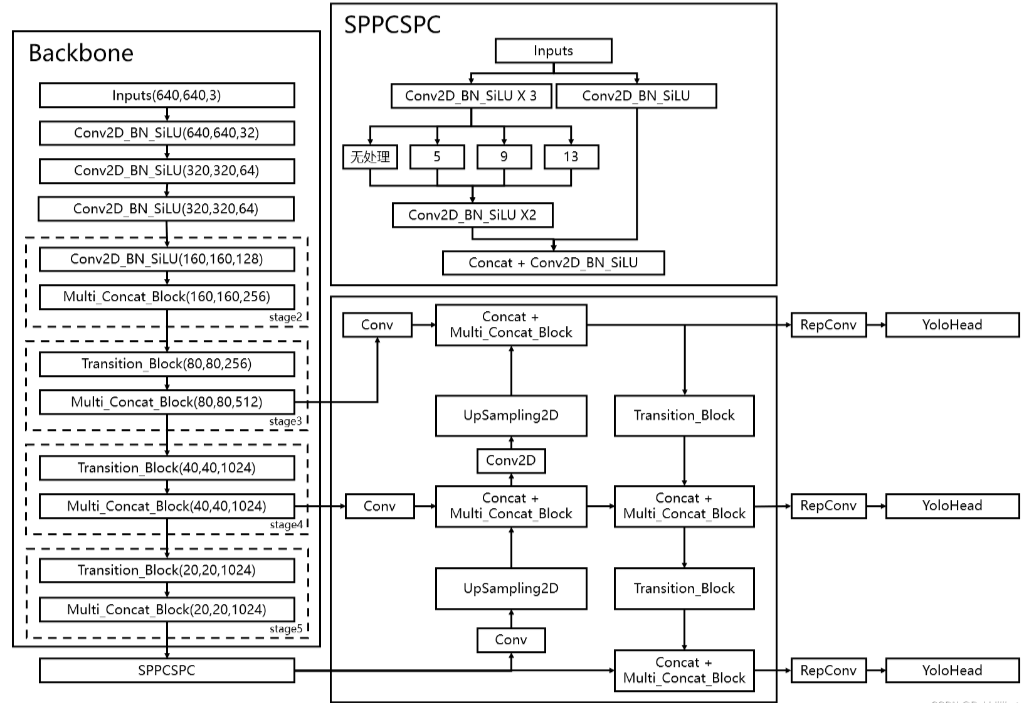 Backbone
Inputs(640,640,3)
Conv2D_BN_SiLU(640,640,32)
Conv2D_BN_SiLU(320,320,64)
Conv2D_BN_SiLU(320,320,64)
Conv2D_BN_SiLU(160,160,128)
Multi_Concat_Block(160,160,256)
stage2
Transition_Block(80,80,256)
Multi_Concat_Block(80,80,512)
stage3
Transition_Block(40,40,1024)
Multi_Concat_Block(40,40,1024)
stage4
Transition_Block(20,20,1024)
Multi_Concat_Block(20,20,1024)
stage5
SPPCSPC
SPPCSPC
Inputs
Conv2D_BN_SiLU X 3
Conv2D_BN_SiLU
无处理
5
9
13
Conv2D_BN_SiLU X2
Concat + Conv2D_BN_SiLU
Conv
Concat +
Multi_Concat_Block
RepConv
YoloHead
UpSampling2D
Transition_Block
Conv2D
Conv
Concat +
Multi_Concat_Block
Concat +
Multi_Concat_Block
RepConv
YoloHead
UpSampling2D
Transition_Block
Conv
Concat +
Multi_Concat_Block
RepConv
YoloHead